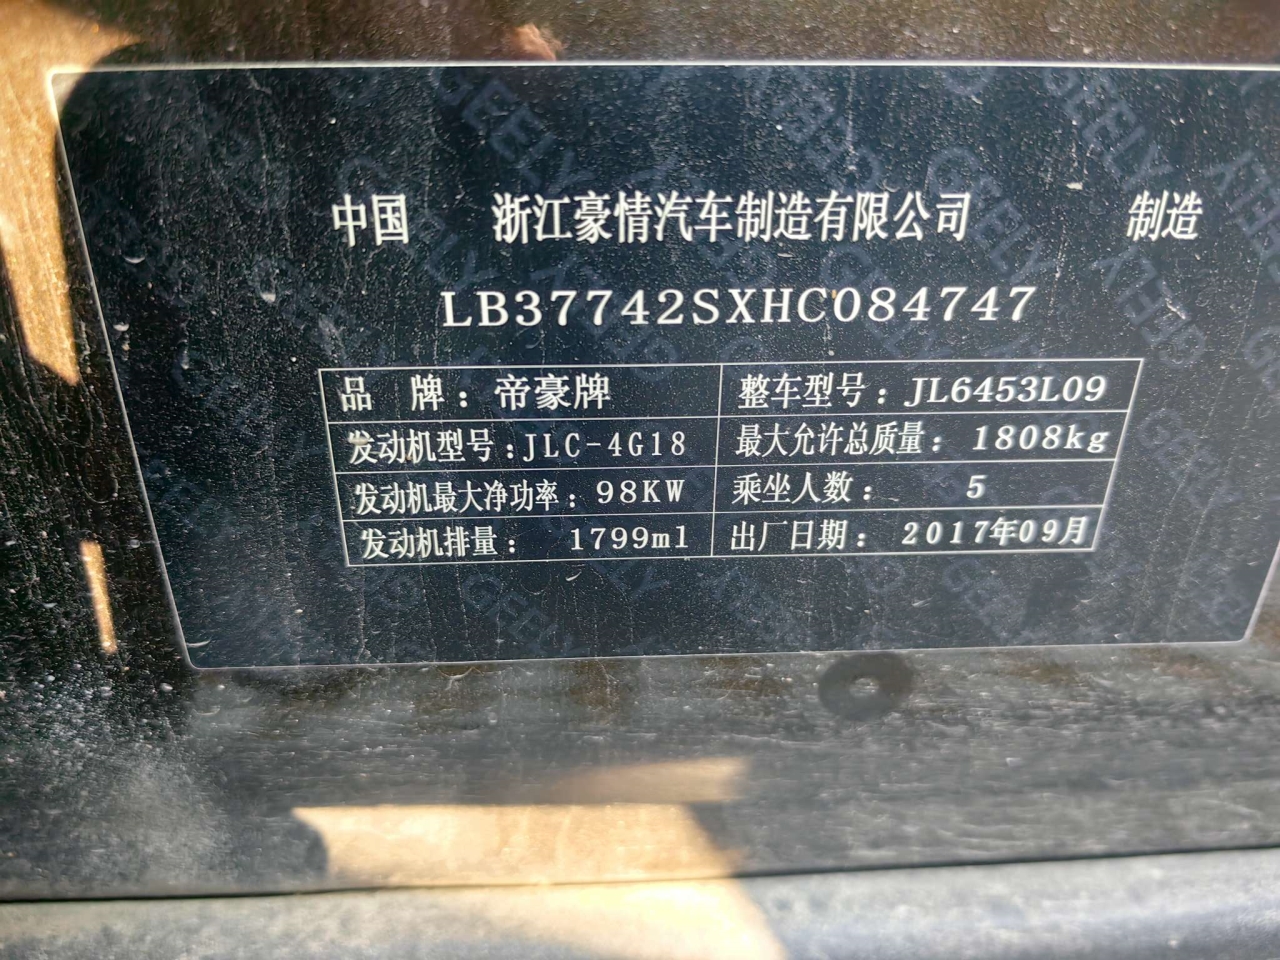 中国 浙江豪情汽车制造有限公司 制造
LB37742SXHC084747
品 牌：帝豪牌 整车型号：JL6453L09
发动机型号：JLC-4G18 最大允许总质量：1808kg
发动机最大净功率：98KW 乘坐人数：5
发动机排量：1799ml 出厂日期：2017年09月